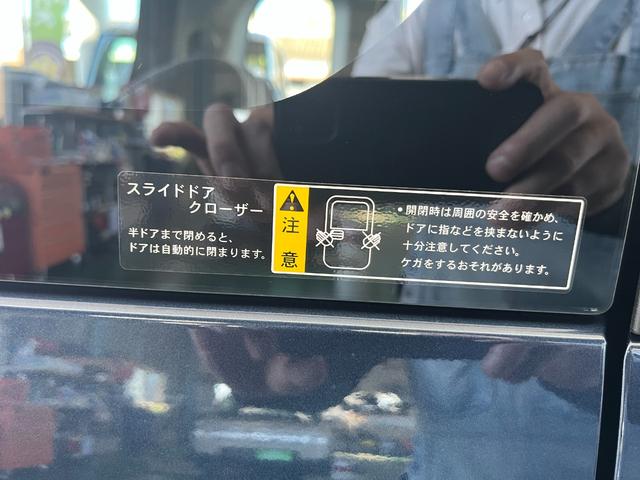 スライドドア
クローザー
半ドアまで閉めると、
ドアは自動的に閉まります。
注
意
• 開閉時は周囲の安全を確かめ、
ドアに指などを挟まないように
十分注意してください。
ケガをするおそれがあります。